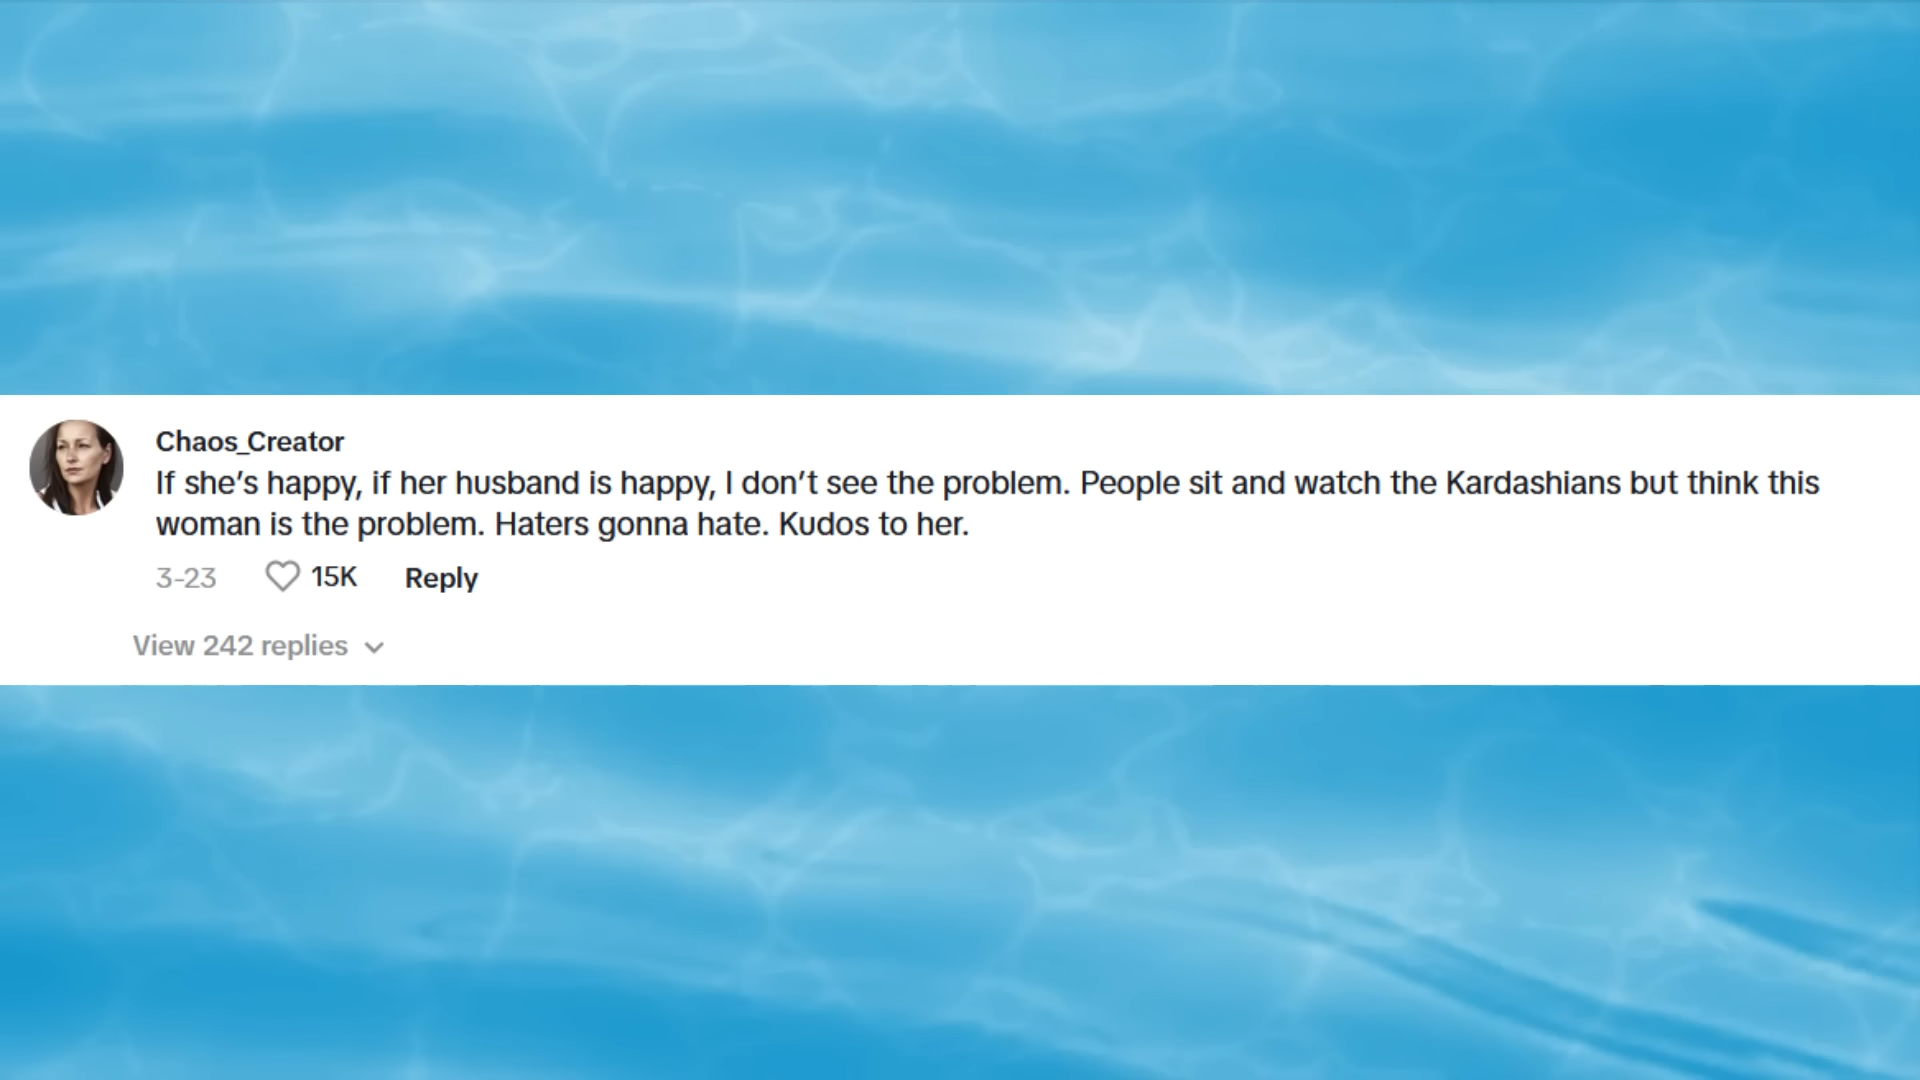 Chaos_Creator
If she’s happy, if her husband is happy, I don’t see the problem. People sit and watch the Kardashians but think this
woman is the problem. Haters gonna hate. Kudos to her.
3-23 15K Reply
View 242 replies